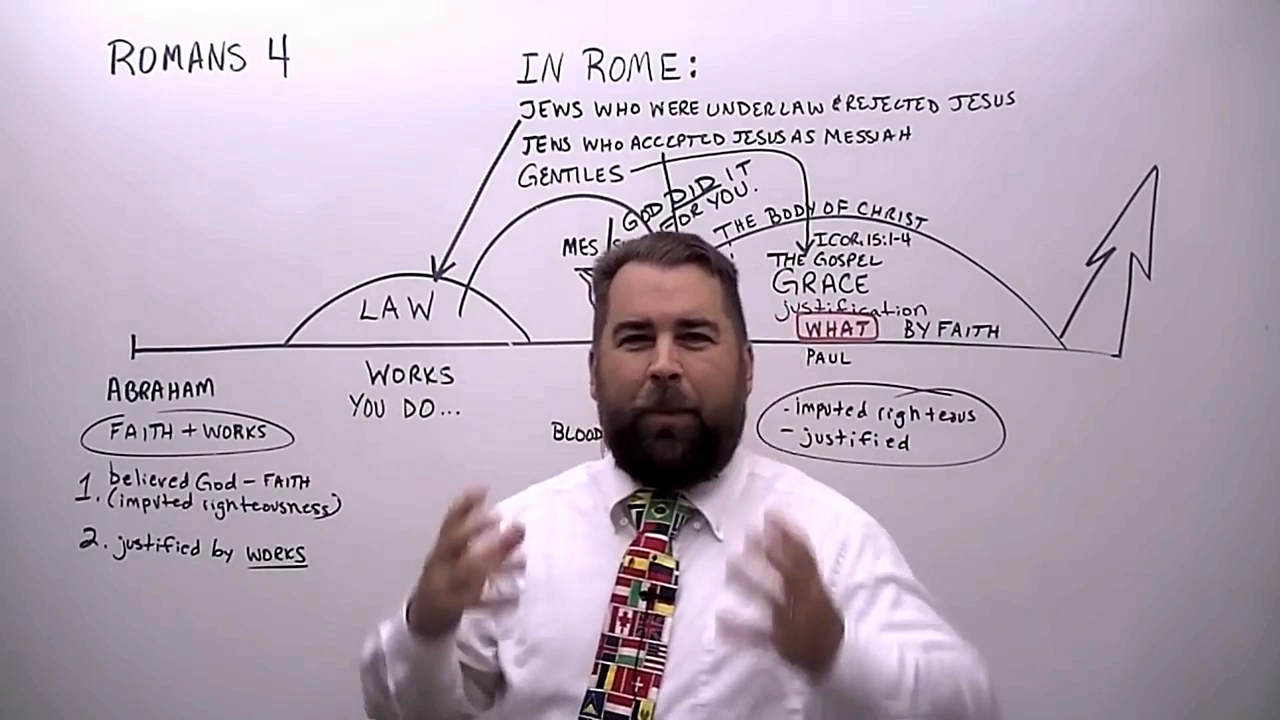 ROMANS 4
IN ROME:
JEWS WHO WERE UNDER LAW & REJECTED JESUS
JEWS WHO ACCEPTED JESUS AS MESSIAH
GENTILES
GOD DID IT
FOR YOU.
THE BODY OF CHRIST
MES
I COR. 15:1-4
THE GOSPEL
GRACE
justification
LAW
WHAT BY FAITH
PAUL
ABRAHAM
WORKS
YOU DO...
FAITH + WORKS
BLOOD
- imputed righteous
- justified
1. believed God - FAITH
(imputed righteousness)
2. justified by WORKS